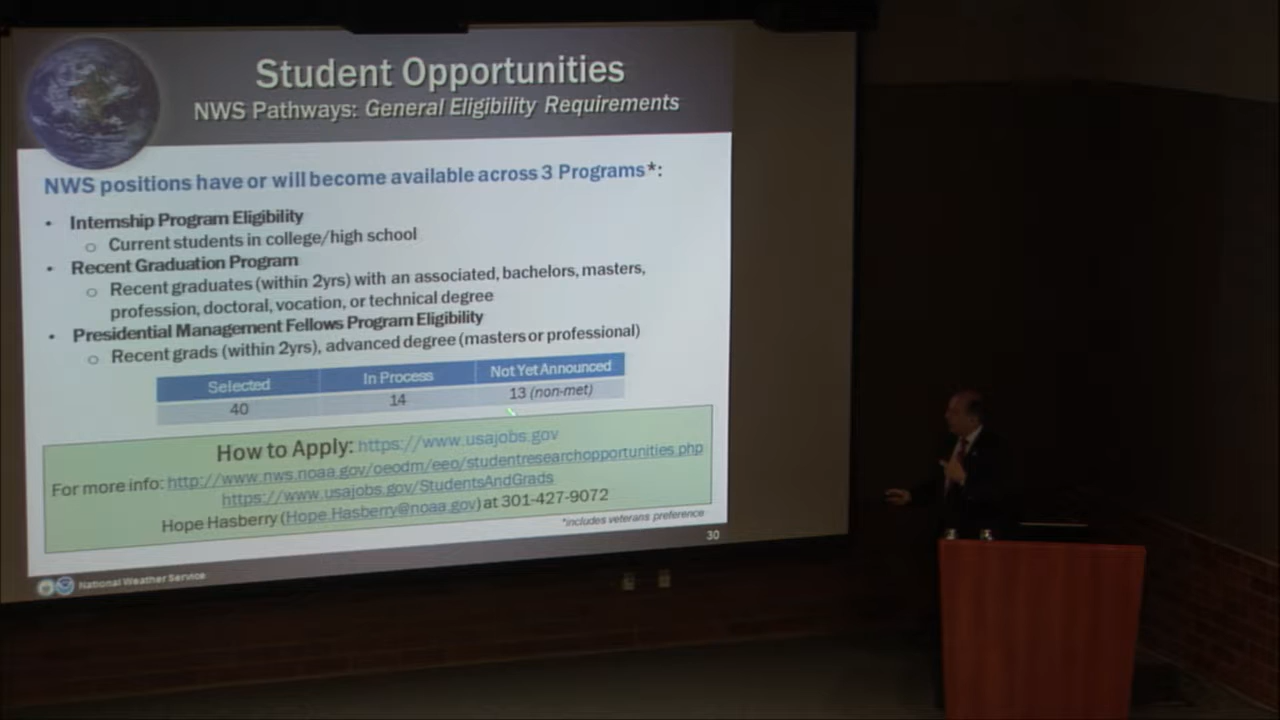 Student Opportunities
NWS Pathways: General Eligibility Requirements
NWS positions have or will become available across 3 Programs*:
• Internship Program Eligibility
o Current students in college/high school
• Recent Graduation Program
o Recent graduates (within 2yrs) with an associated, bachelors, masters,
profession, doctoral, vocation, or technical degree
• Presidential Management Fellows Program Eligibility
o Recent grads (within 2yrs), advanced degree (masters or professional)
Selected In Process Not Yet Announced
40 14 13 (non-met)
How to Apply: https://www.usajobs.gov
For more info: http://www.nws.noaa.gov/oeodm/eeo/studentresearchopportunities.php
https://www.usajobs.gov/StudentsAndGrads
Hope Hasberry (Hope.Hasberry@noaa.gov) at 301-427-9072
*includes veterans preference
30
National Weather Service